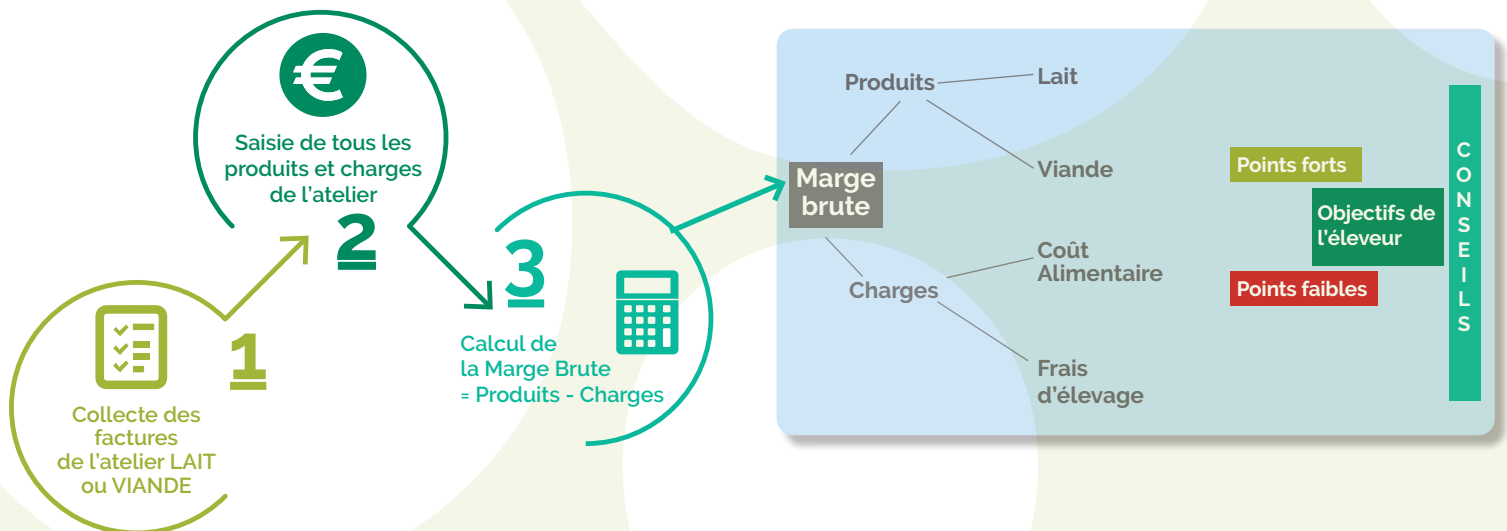 Collecte des
factures
de l’atelier LAIT
ou VIANDE
1
€
Saisie de tous les
produits et charges
de l’atelier
2
3
Calcul de
la Marge Brute
= Produits - Charges
Marge
brute
Produits
Lait
Viande
Charges
Coût
Alimentaire
Frais
d’élevage
Points forts
Objectifs de
l’éleveur
Points faibles
CONSEILS